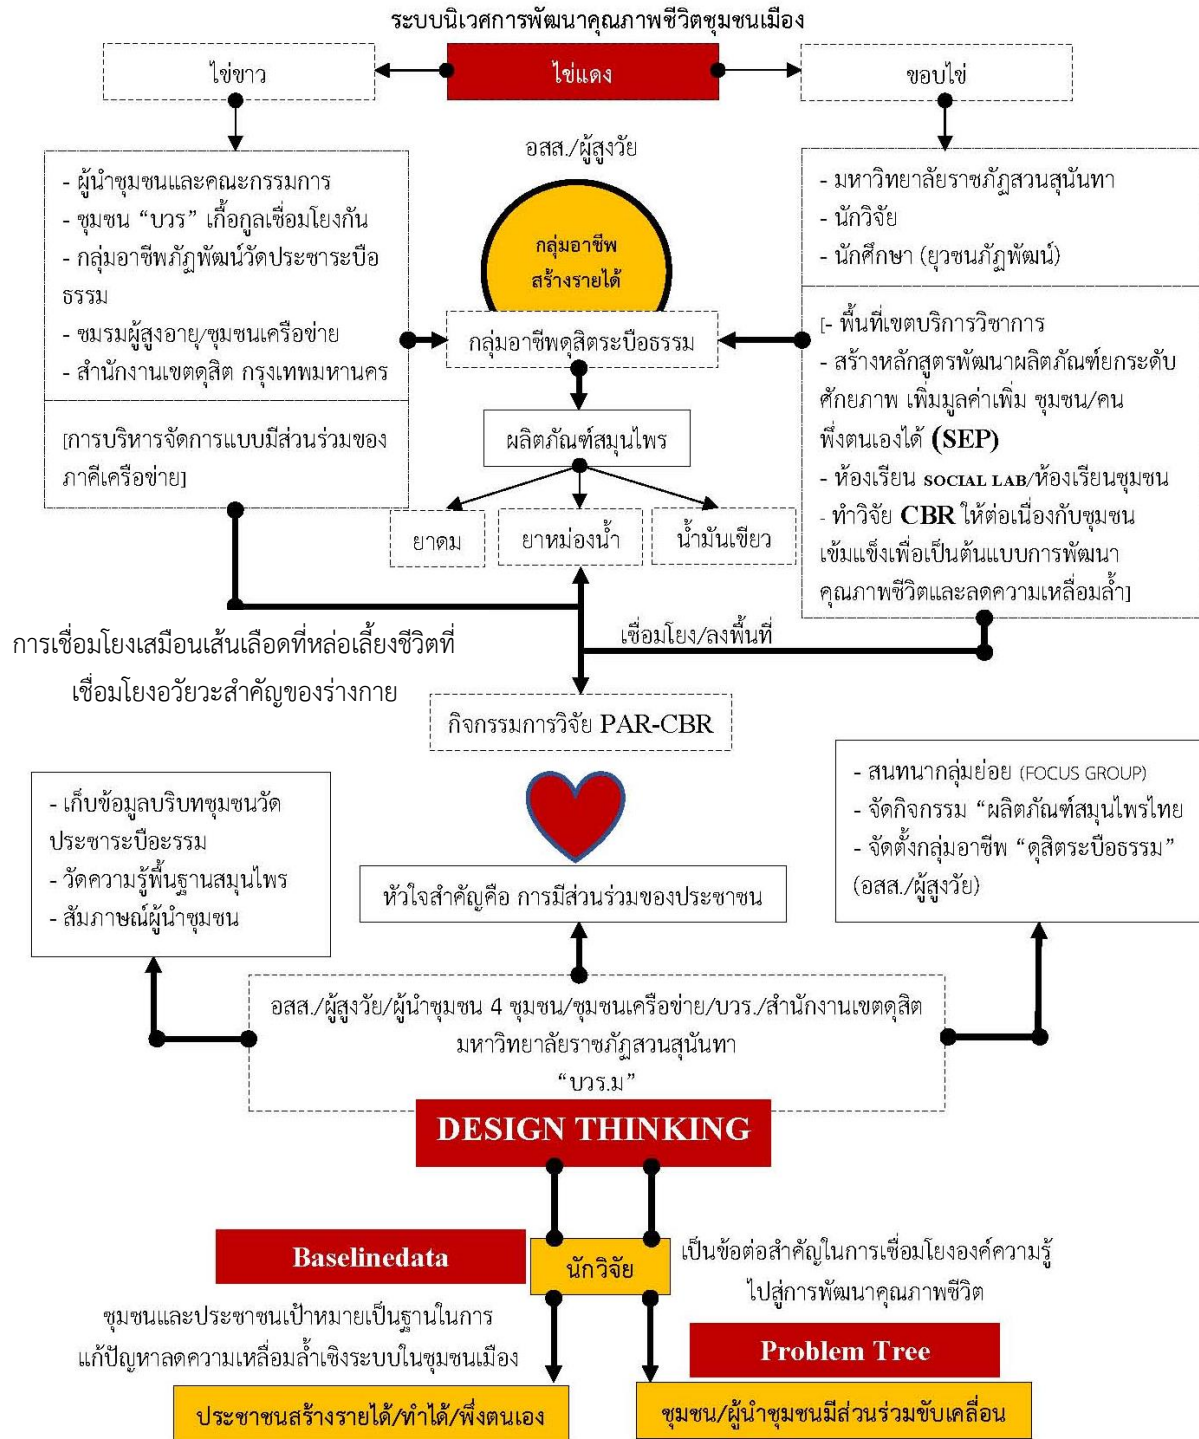 ระบบนิเวศการพัฒนาคุณภาพชีวิตชุมชนเมือง
ไข่ขาว
ไข่แดง
ขอบไข่
อสส./ผู้สูงวัย
- ผู้นำชุมชนและคณะกรรมการ
- ชุมชน “บวร” เกื้อกูลเชื่อมโยงกัน
- กลุ่มอาชีพภัฏพัฒน์วัดประชาระบือ
ธรรม
- ชมรมผู้สูงอายุ/ชุมชนเครือข่าย
- สำนักงานเขตดุสิต กรุงเทพมหานคร
[การบริหารจัดการแบบมีส่วนร่วมของ
ภาคีเครือข่าย]
กลุ่มอาชีพ
สร้างรายได้
กลุ่มอาชีพดุสิตระบือธรรม
ผลิตภัณฑ์สมุนไพร
ยาดม
ยาหม่องน้ำ
น้ำมันเขียว
- มหาวิทยาลัยราชภัฏสวนสุนันทา
- นักวิจัย
- นักศึกษา (ยุวชนภัฏพัฒน์)
[- พื้นที่เขตบริการวิชาการ
- สร้างหลักสูตรพัฒนาผลิตภัณฑ์ยกระดับ
ศักยภาพ เพิ่มมูลค่าเพิ่ม ชุมชน/คน
พึ่งตนเองได้ (SEP)
- ห้องเรียน SOCIAL LAB/ห้องเรียนชุมชน
- ทำวิจัย CBR ให้ต่อเนื่องกับชุมชน
เข้มแข็งเพื่อเป็นต้นแบบการพัฒนา
คุณภาพชีวิตและลดความเหลื่อมล้ำ]
การเชื่อมโยงเสมือนเส้นเลือดที่หล่อเลี้ยงชีวิตที่
เชื่อมโยงอวัยวะสำคัญของร่างกาย
เชื่อมโยง/ลงพื้นที่
กิจกรรมการวิจัย PAR-CBR
- เก็บข้อมูลบริบทชุมชนวัด
ประชาระบือะรรม
- วัดความรู้พื้นฐานสมุนไพร
- สัมภาษณ์ผู้นำชุมชน
หัวใจสำคัญคือ การมีส่วนร่วมของประชาชน
- สนทนากลุ่มย่อย (FOCUS GROUP)
- จัดกิจกรรม “ผลิตภัณฑ์สมุนไพรไทย
- จัดตั้งกลุ่มอาชีพ “ดุสิตระบือธรรม”
(อสส./ผู้สูงวัย)
อสส./ผู้สูงวัย/ผู้นำชุมชน 4 ชุมชน/ชุมชนเครือข่าย/บวร./สำนักงานเขตดุสิต
มหาวิทยาลัยราชภัฏสวนสุนันทา
“บวร.ม”
DESIGN THINKING
Baselinedata
นักวิจัย
เป็นข้อต่อสำคัญในการเชื่อมโยงองค์ความรู้
ไปสู่การพัฒนาคุณภาพชีวิต
ชุมชนและประชาชนเป้าหมายเป็นฐานในการ
แก้ปัญหาลดความเหลื่อมล้ำเชิงระบบในชุมชนเมือง
Problem Tree
ประชาชนสร้างรายได้/ทำได้/พึ่งตนเอง
ชุมชน/ผู้นำชุมชนมีส่วนร่วมขับเคลื่อน